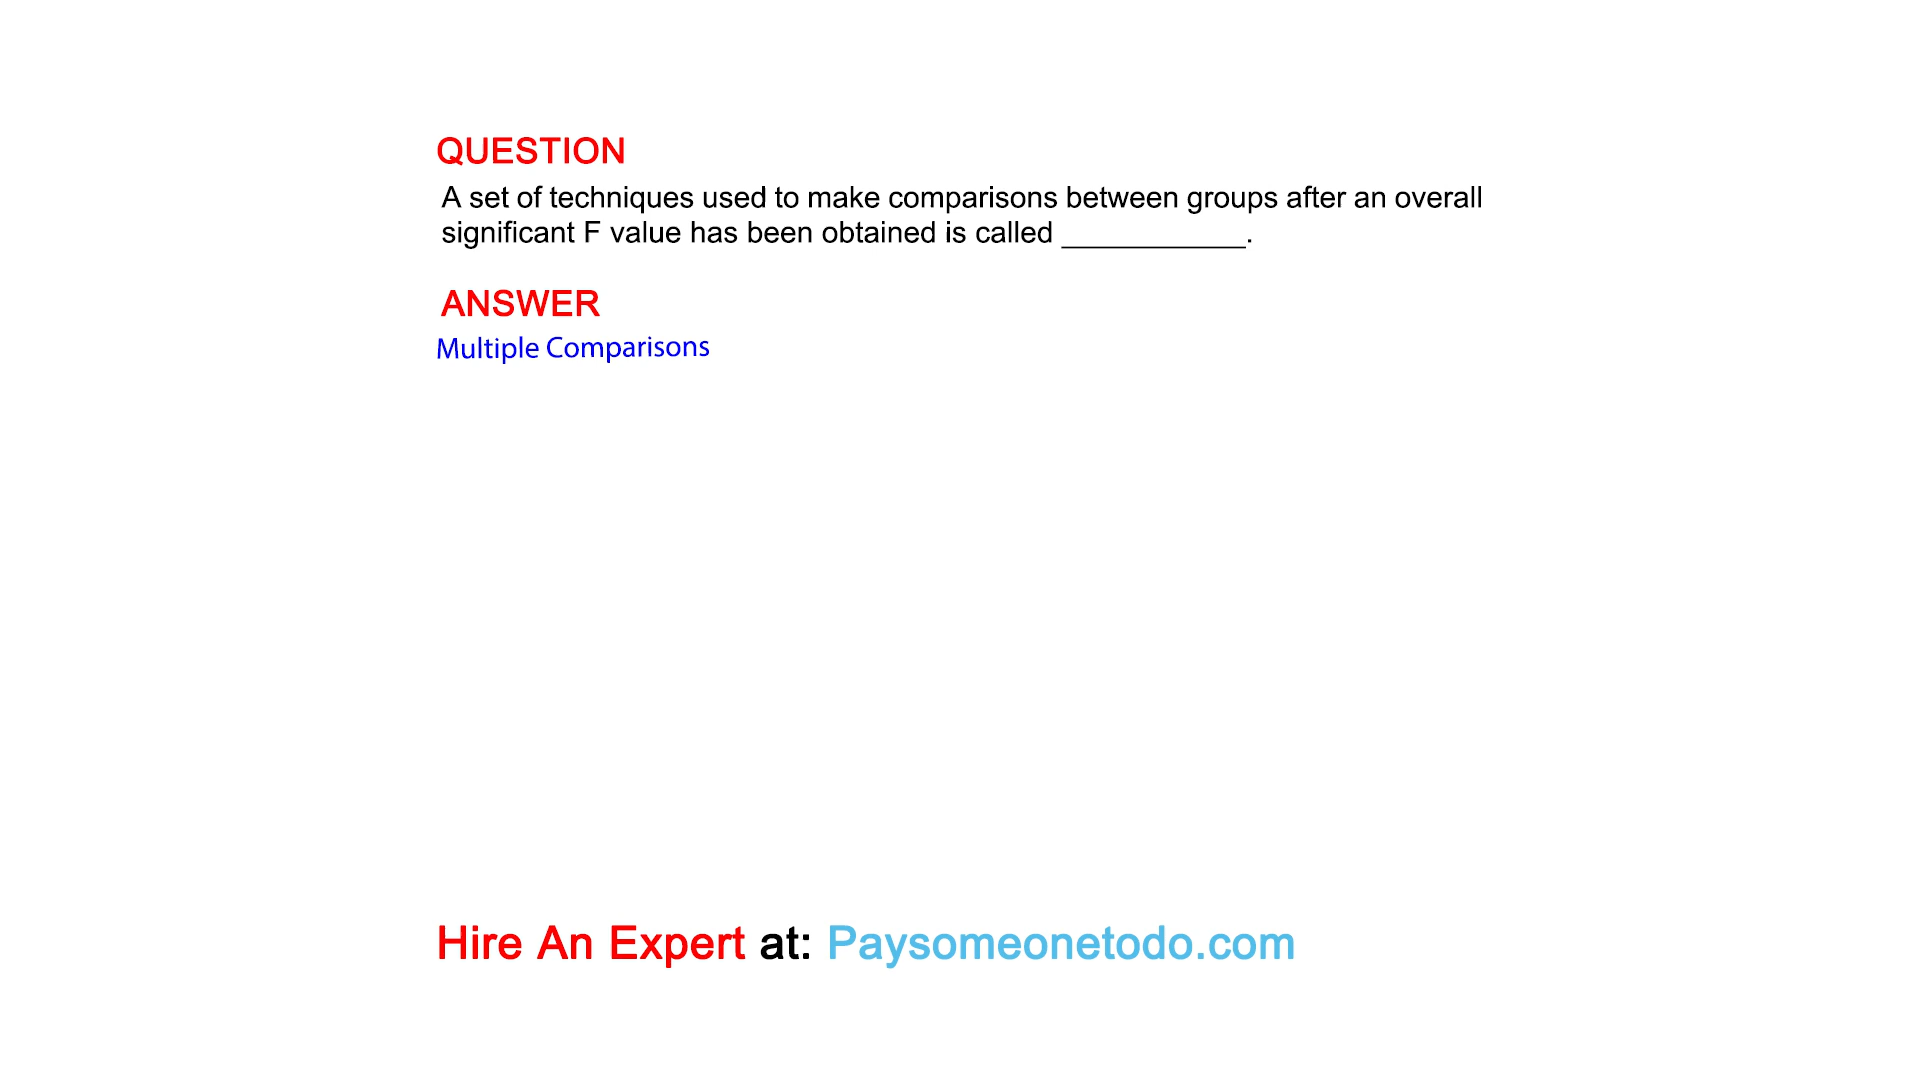 QUESTION
A set of techniques used to make comparisons between groups after an overall
significant F value has been obtained is called ___________.
ANSWER
Multiple Comparisons
Hire An Expert at: Paysomeonetodo.com